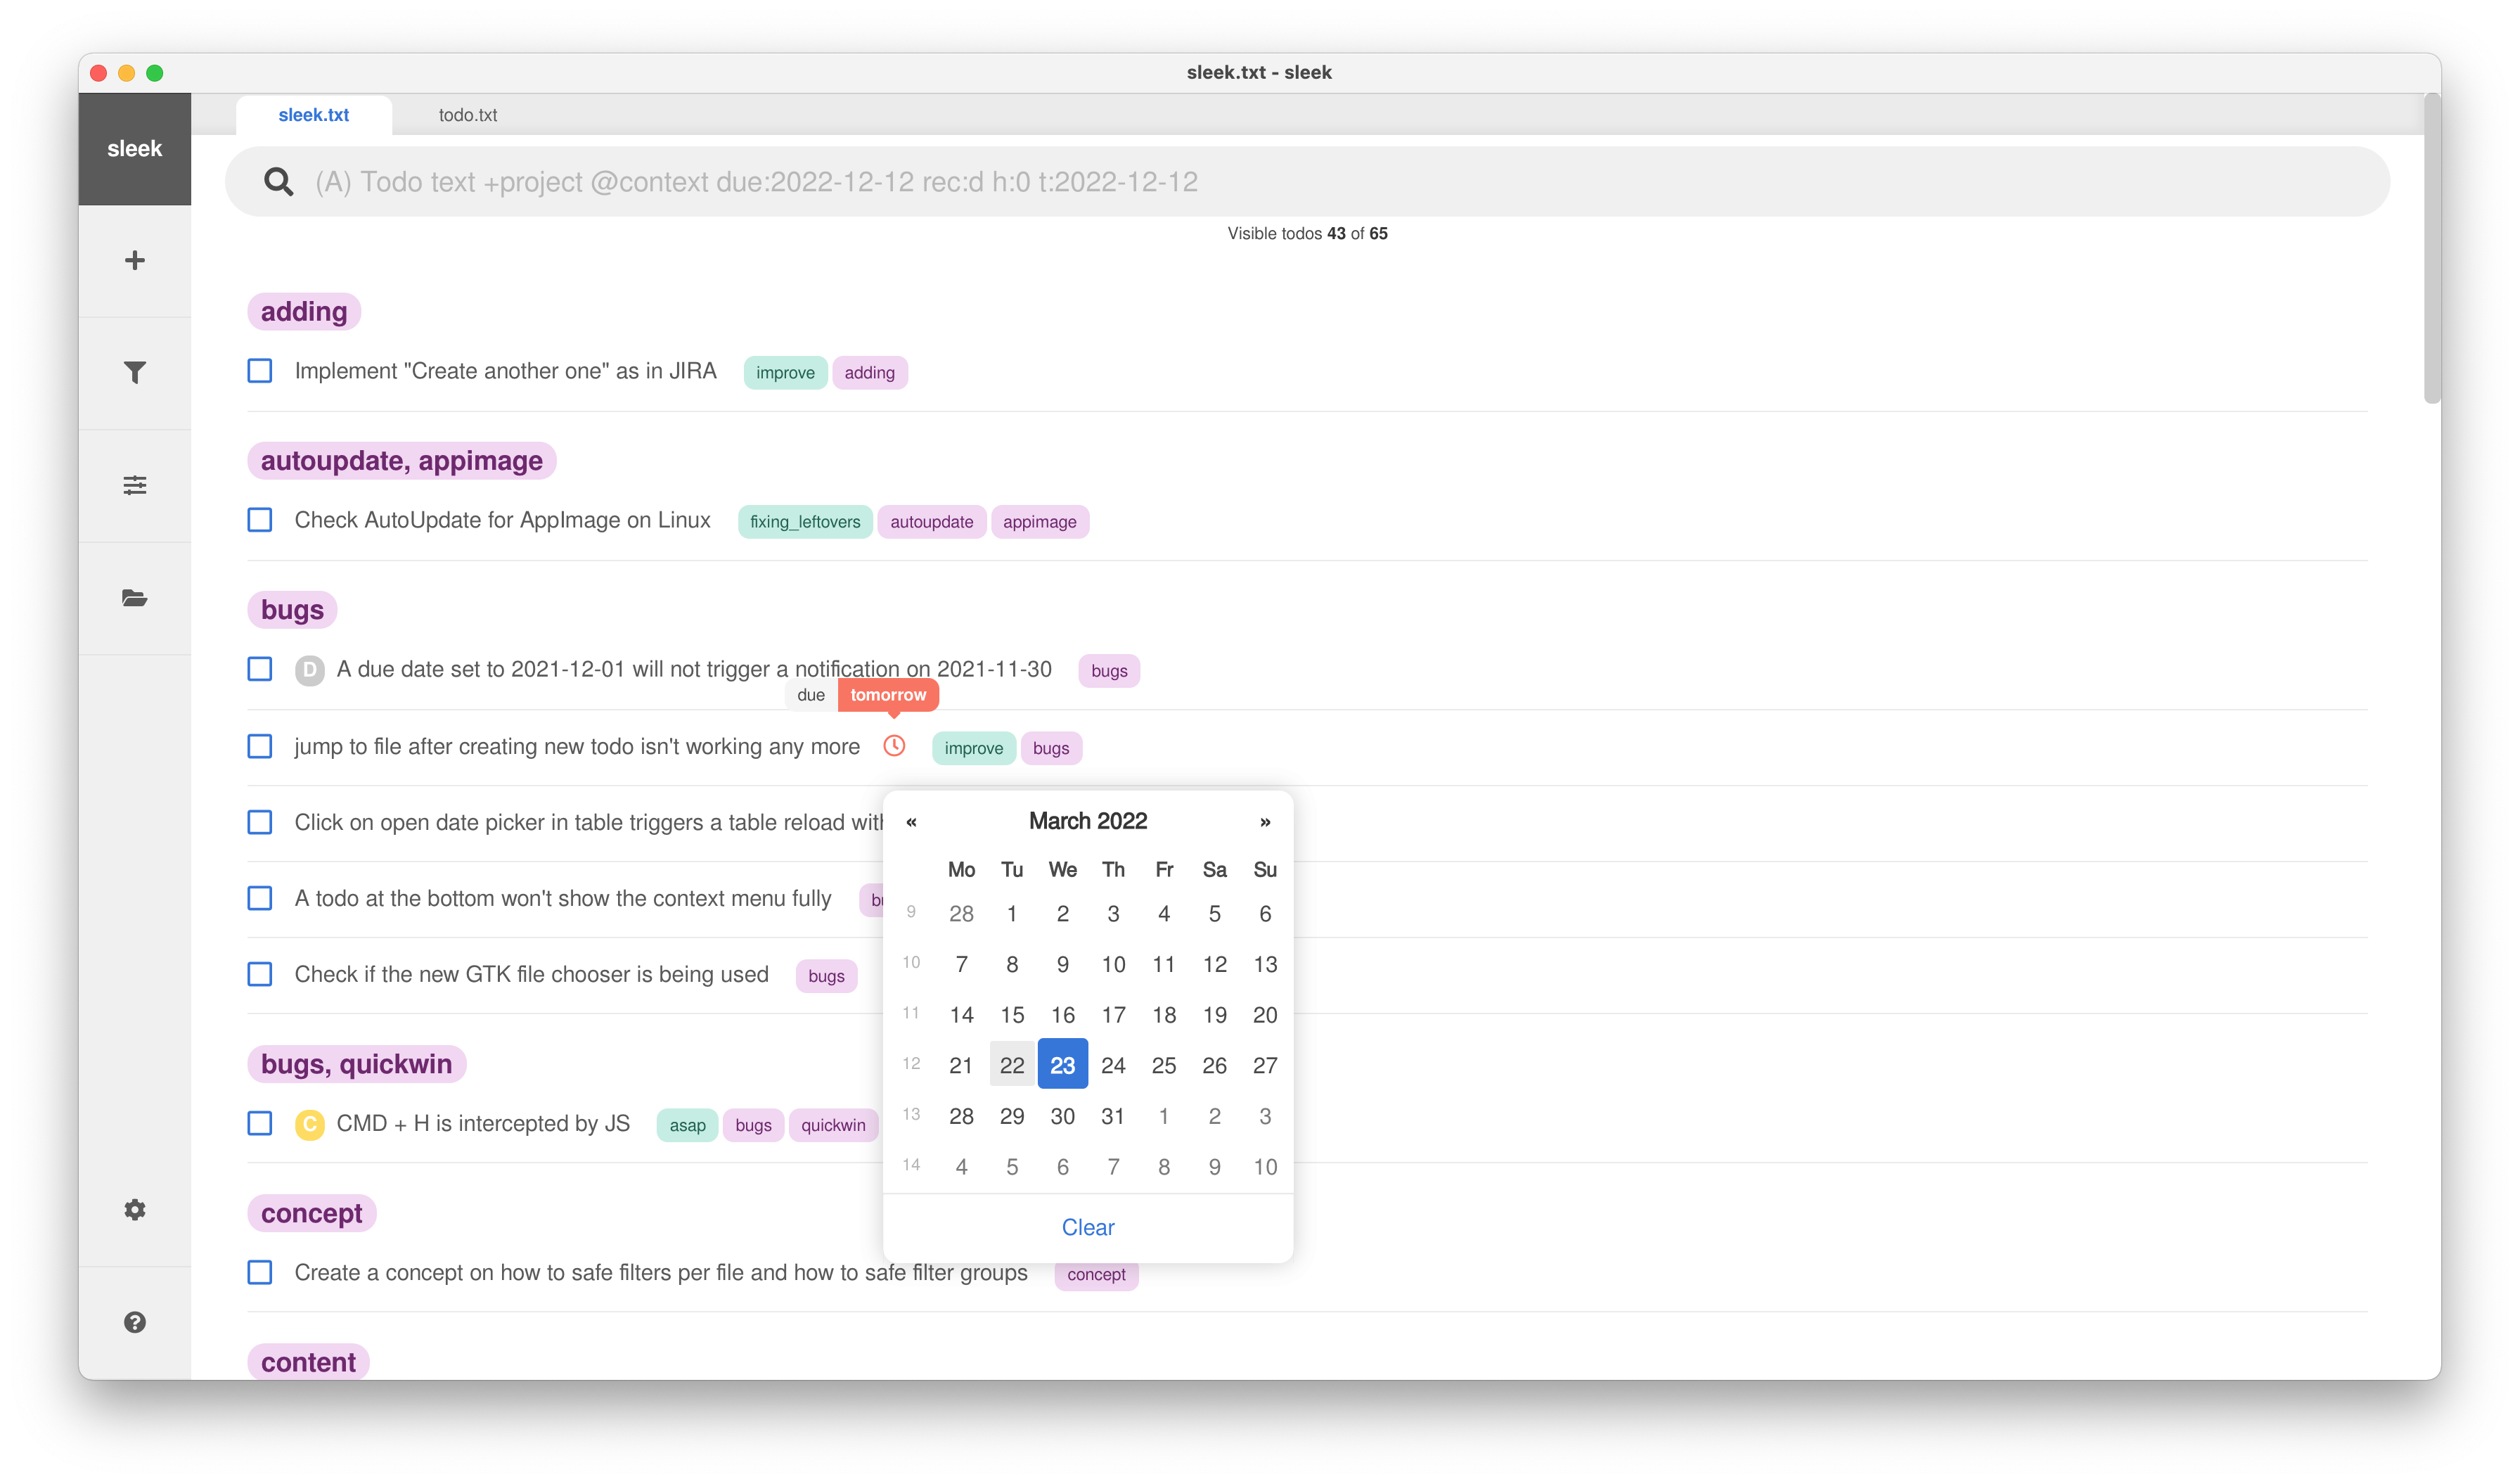 sleek.txt - sleek
sleek
sleek.txt todo.txt
(A) Todo text +project @context due:2022-12-12 rec:d h:0 t:2022-12-12
Visible todos 43 of 65
adding
Implement "Create another one" as in JIRA improve adding
autoupdate, appimage
Check AutoUpdate for AppImage on Linux fixing_leftovers autoupdate appimage
bugs
D A due date set to 2021-12-01 will not trigger a notification on 2021-11-30 bugs
due tomorrow
jump to file after creating new todo isn't working any more improve bugs
Click on open date picker in table triggers a table reload
A todo at the bottom won't show the context menu fully
Check if the new GTK file chooser is being used bugs
bugs, quickwin
C CMD + H is intercepted by JS asap bugs quickwin
concept
Create a concept on how to safe filters per file and how to safe filter groups concept
content
« March 2022 »
Mo Tu We Th Fr Sa Su
9 28 1 2 3 4 5 6
10 7 8 9 10 11 12 13
11 14 15 16 17 18 19 20
12 21 22 23 24 25 26 27
13 28 29 30 31 1 2 3
14 4 5 6 7 8 9 10
Clear